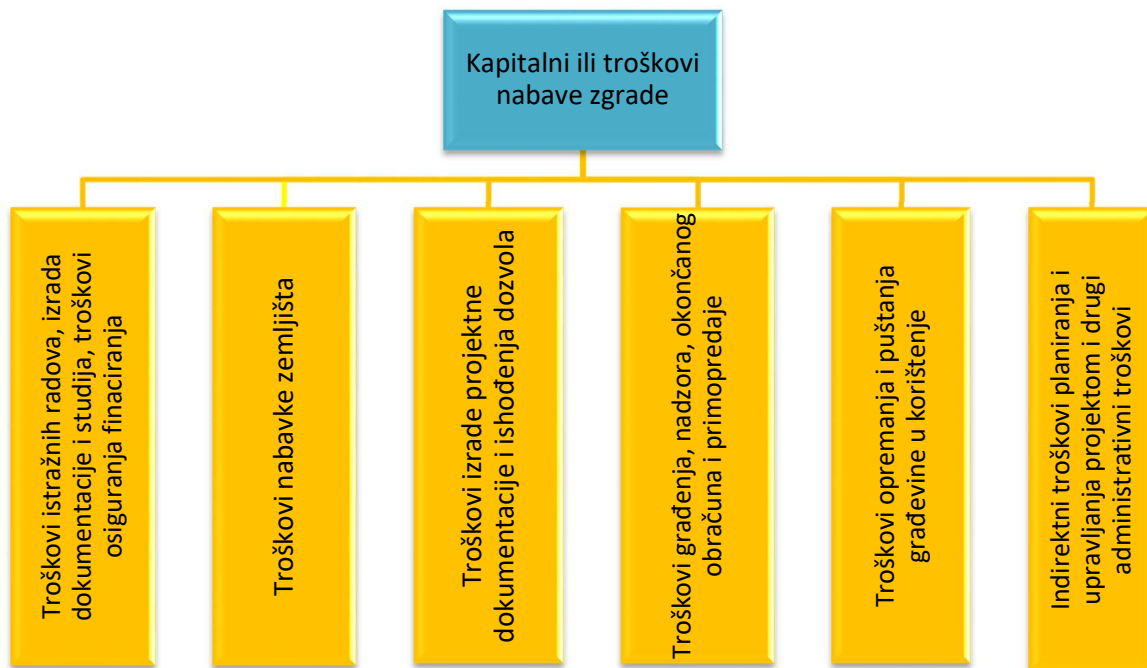 Kapitalni ili troškovi
nabave zgrade
Troškovi istražnih radova, izrada
dokumentacije i studija, troškovi
osiguranja finaciranja
Troškovi nabavke zemljišta
Troškovi izrade projektne
dokumentacije i ishođenja dozvola
Troškovi građenja, nadzora, okončanog
obračuna i primopredaje
Troškovi opremanja i puštanja
građevine u korištenje
Indirektni troškovi planiranja i
upravljanja projektom i drugi
administrativni troškovi